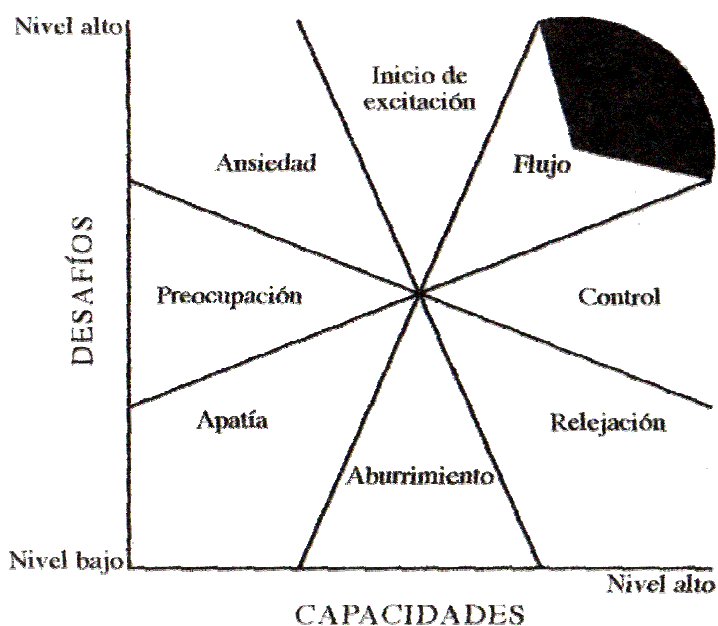 Nivel alto
Inicio de
excitación
Ansiedad
Flujo
DESAFÍOS
Preocupación
Control
Apatía
Relejación
Aburrimiento
Nivel bajo
Nivel alto
CAPACIDADES